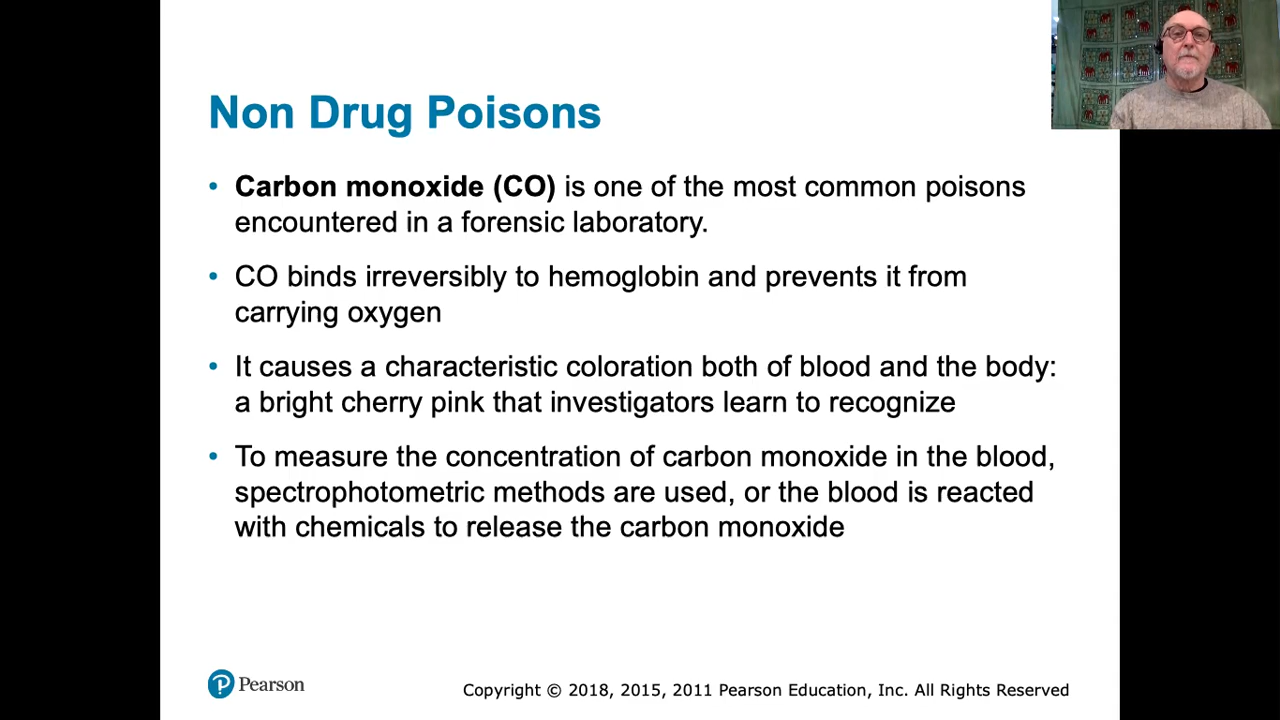 Non Drug Poisons
• Carbon monoxide (CO) is one of the most common poisons
encountered in a forensic laboratory.
• CO binds irreversibly to hemoglobin and prevents it from
carrying oxygen
• It causes a characteristic coloration both of blood and the body:
a bright cherry pink that investigators learn to recognize
• To measure the concentration of carbon monoxide in the blood,
spectrophotometric methods are used, or the blood is reacted
with chemicals to release the carbon monoxide
P Pearson
Copyright © 2018, 2015, 2011 Pearson Education, Inc. All Rights Reserved